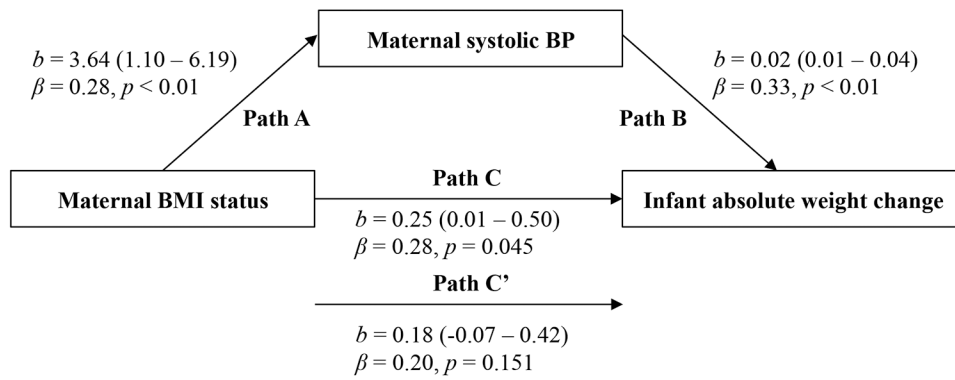 Maternal systolic BP
b = 3.64 (1.10 – 6.19)
β = 0.28, p < 0.01
Path A
b = 0.02 (0.01 – 0.04)
β = 0.33, p < 0.01
Path B
Maternal BMI status
Path C
b = 0.25 (0.01 – 0.50)
β = 0.28, p = 0.045
Infant absolute weight change
Path C’
b = 0.18 (-0.07 – 0.42)
β = 0.20, p = 0.151